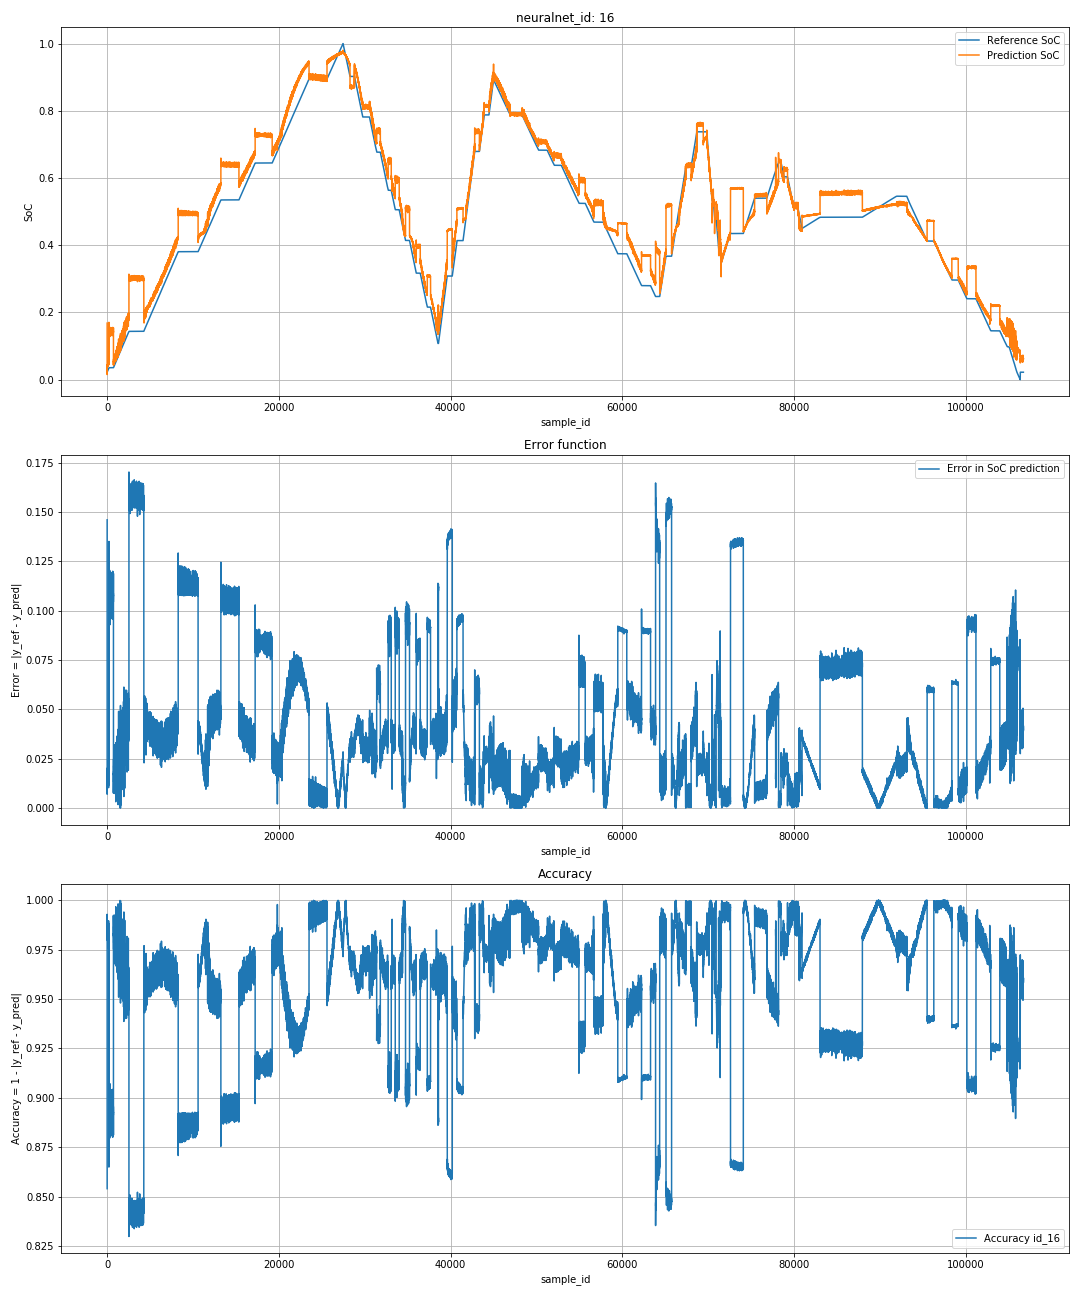 neuralnet_id: 16
Reference SoC
Prediction SoC
SoC
1.0
0.8
0.6
0.4
0.2
0.0
0 20000 40000 60000 80000 100000
sample_id
Error function
Error in SoC prediction
Error = |y_ref - y_pred|
0.175
0.150
0.125
0.100
0.075
0.050
0.025
0.000
0 20000 40000 60000 80000 100000
sample_id
Accuracy
Accuracy = 1 - |y_ref - y_pred|
1.000
0.975
0.950
0.925
0.900
0.875
0.850
0.825
Accuracy id_16
0 20000 40000 60000 80000 100000
sample_id